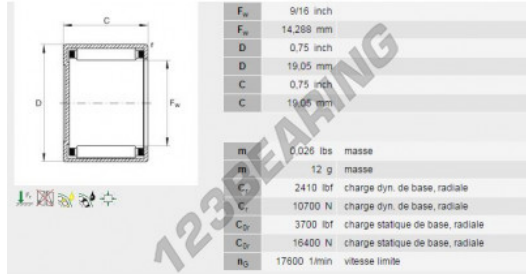 C
r
D
Fw
Fw 9/16 inch
Fw 14,288 mm
D 0,75 inch
D 19,05 mm
C 0,75 inch
C 19,05 mm
m 0,026 lbs masse
m 12 g masse
Cr 2410 lbf charge dyn. de base, radiale
Cr 10700 N charge dyn. de base, radiale
C0r 3700 lbf charge statique de base, radiale
C0r 16400 N charge statique de base, radiale
nG 17600 1/min vitesse limite
123BEARING